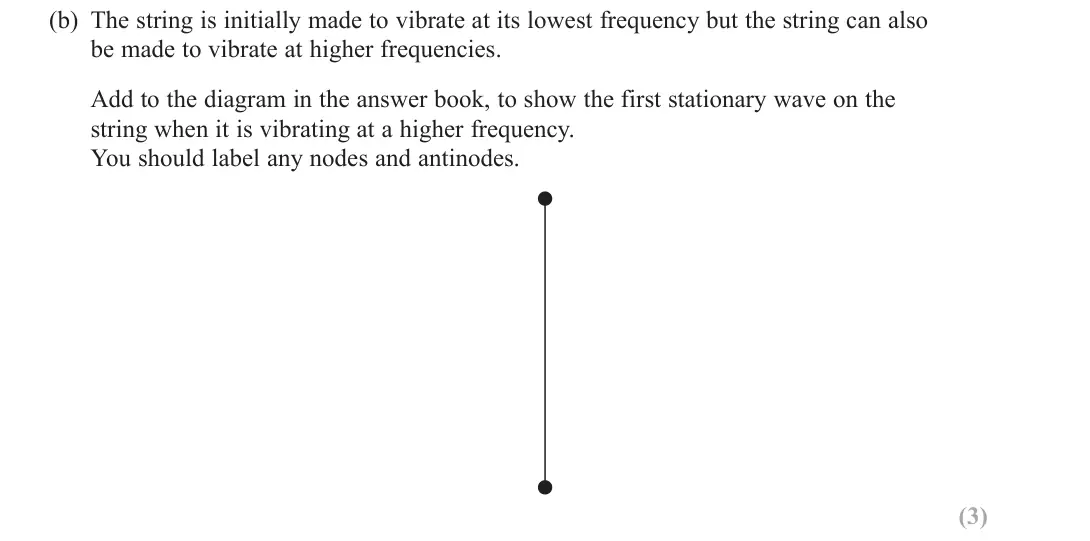 (b) The string is initially made to vibrate at its lowest frequency but the string can also
be made to vibrate at higher frequencies.
Add to the diagram in the answer book, to show the first stationary wave on the
string when it is vibrating at a higher frequency.
You should label any nodes and antinodes.
(3)